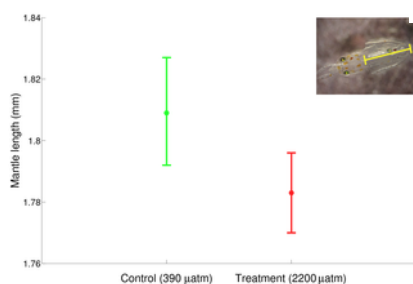 1.84
1.82
1.8
1.78
1.76
Mantle length (mm)
Control (390 µatm) Treatment (2200 µatm)